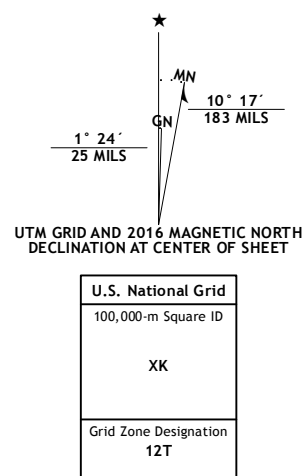 ★
MN
GN
10° 17´
183 MILS
1° 24´
25 MILS
UTM GRID AND 2016 MAGNETIC NORTH
DECLINATION AT CENTER OF SHEET
U.S. National Grid
100,000-m Square ID
XK
Grid Zone Designation
12T